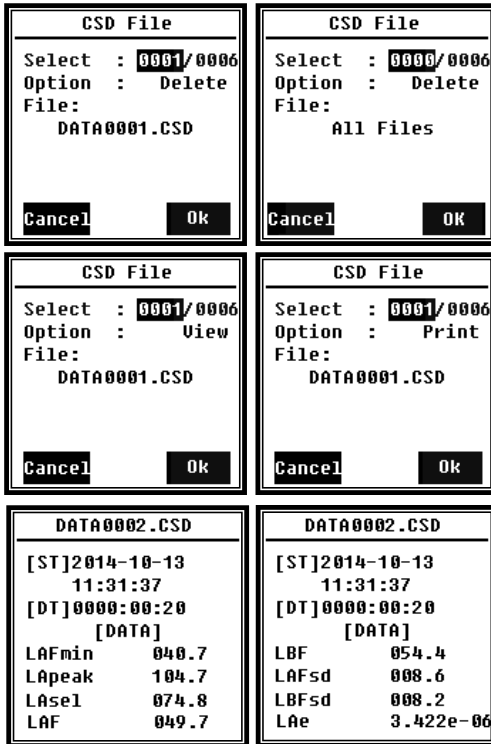 CSD File
Select : 0001/0006
Option : Delete
File:
DATA0001.CSD
Cancel Ok
CSD File
Select : 0000/0006
Option : Delete
File:
All Files
Cancel OK
CSD File
Select : 0001/0006
Option : View
File:
DATA0001.CSD
Cancel Ok
CSD File
Select : 0001/0006
Option : Print
File:
DATA0001.CSD
Cancel Ok
DATA0002.CSD
[ST]2014-10-13
11:31:37
[DT]0000:00:20
[DATA]
LAFmin 040.7
LApeak 104.7
LAsel 074.8
LAF 049.7
DATA0002.CSD
[ST]2014-10-13
11:31:37
[DT]0000:00:20
[DATA]
LBF 054.4
LAFsd 008.6
LBFsd 008.2
LAe 3.422e-06